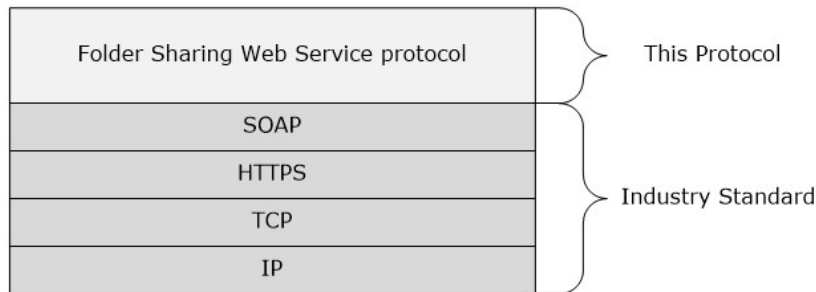 Folder Sharing Web Service protocol
This Protocol
SOAP
HTTPS
Industry Standard
TCP
IP